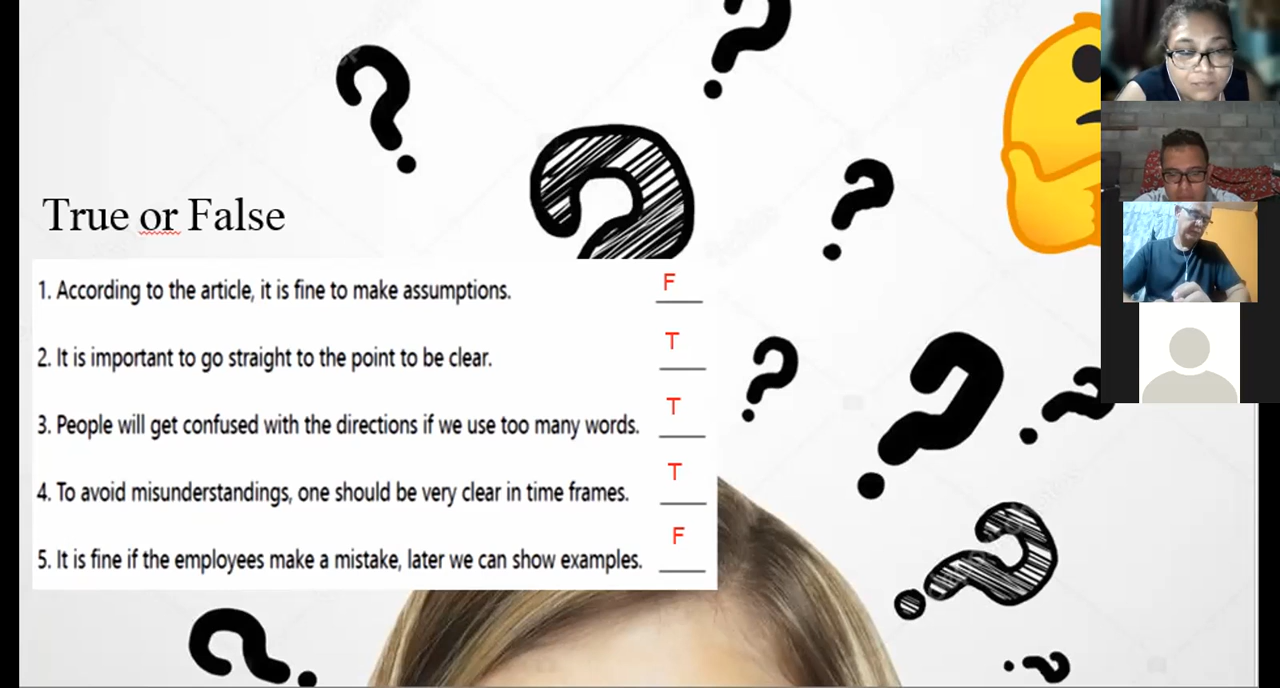 True or False
1. According to the article, it is fine to make assumptions. F
2. It is important to go straight to the point to be clear. T
3. People will get confused with the directions if we use too many words. T
4. To avoid misunderstandings, one should be very clear in time frames. T
5. It is fine if the employees make a mistake, later we can show examples. F